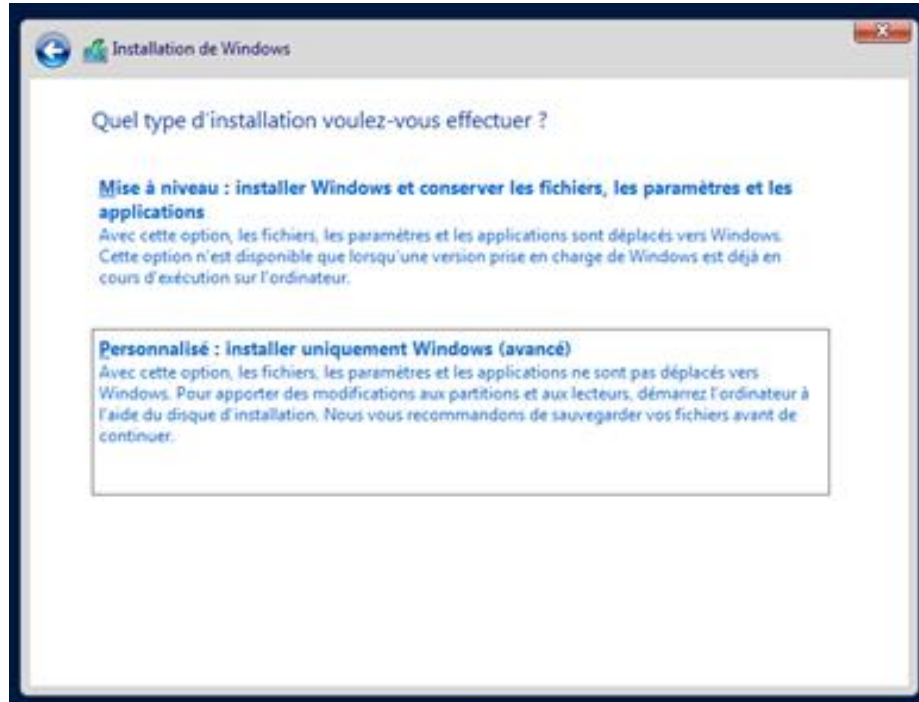 Installation de Windows
Quel type d'installation voulez-vous effectuer ?
Mise à niveau : installer Windows et conserver les fichiers, les paramètres et les
applications
Avec cette option, les fichiers, les paramètres et les applications sont déplacés vers Windows.
Cette option n'est disponible que lorsqu'une version prise en charge de Windows est déjà en
cours d'exécution sur l'ordinateur.
Personnalisé : installer uniquement Windows (avancé)
Avec cette option, les fichiers, les paramètres et les applications ne sont pas déplacés vers
Windows. Pour apporter des modifications aux partitions et aux lecteurs, démarrez l'ordinateur à
l'aide du disque d'installation. Nous vous recommandons de sauvegarder vos fichiers avant de
continuer.